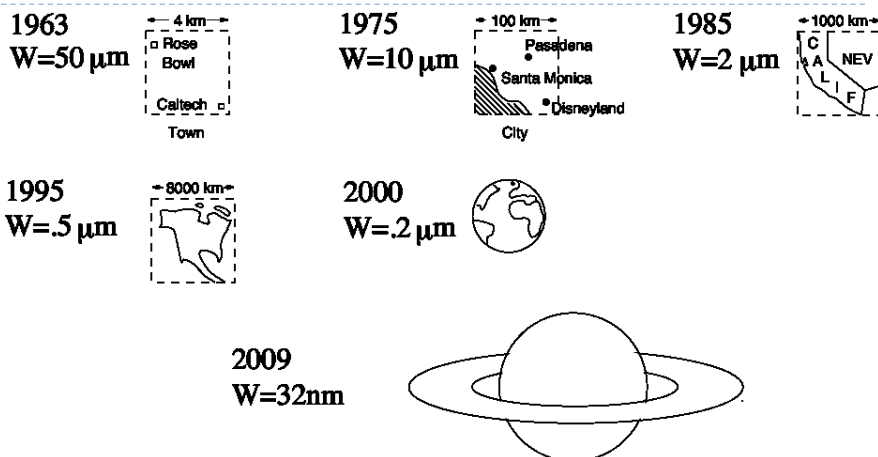 1963
W=50 μm
4 km
Rose
Bowl
Caltech
Town
1975
W=10 μm
100 km
Pasadena
Santa Monica
Disneyland
City
1985
W=2 μm
1000 km
C
A A
L
I
F
NEV
1995
W=.5 μm
8000 km
2000
W=.2 μm
2009
W=32nm